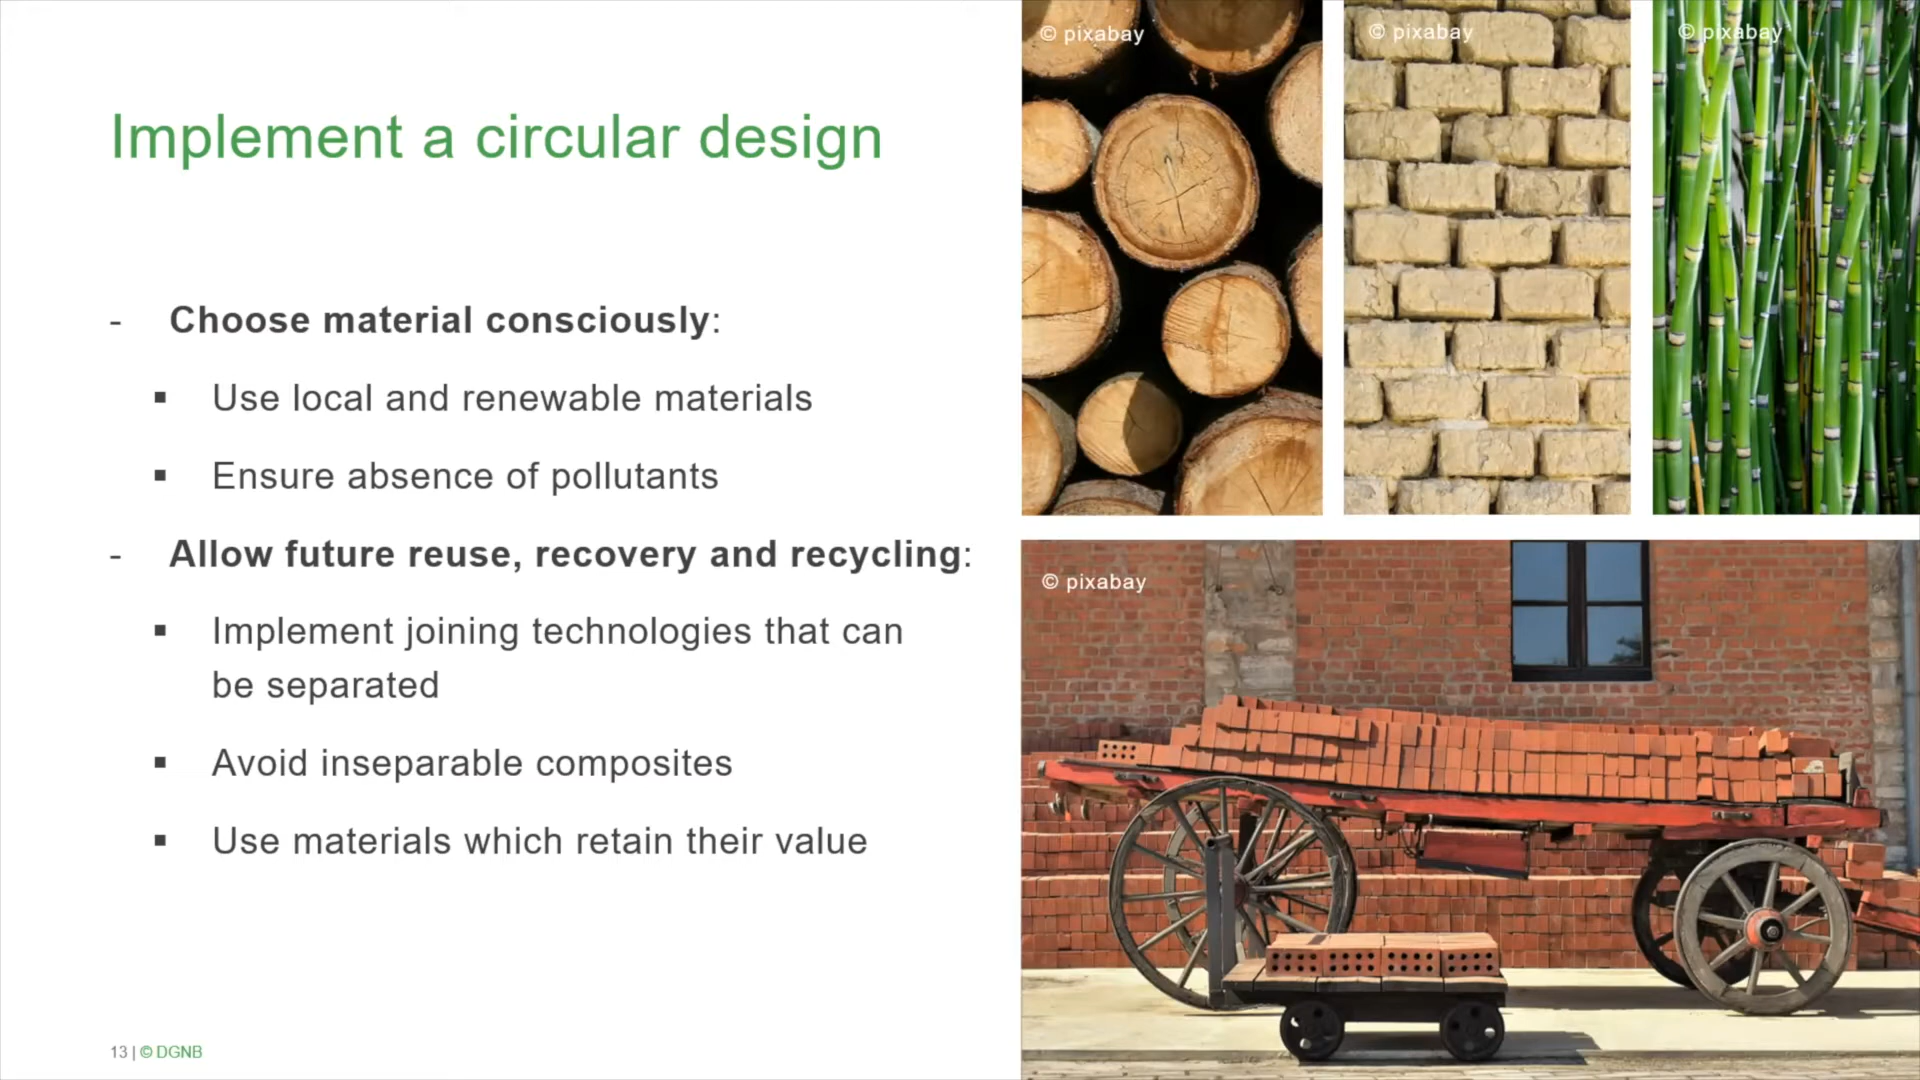 Implement a circular design
- Choose material consciously:
▪ Use local and renewable materials
▪ Ensure absence of pollutants
- Allow future reuse, recovery and recycling:
▪ Implement joining technologies that can
be separated
▪ Avoid inseparable composites
▪ Use materials which retain their value
© pixabay
© pixabay
© pixabay
© pixabay
13 | © DGNB